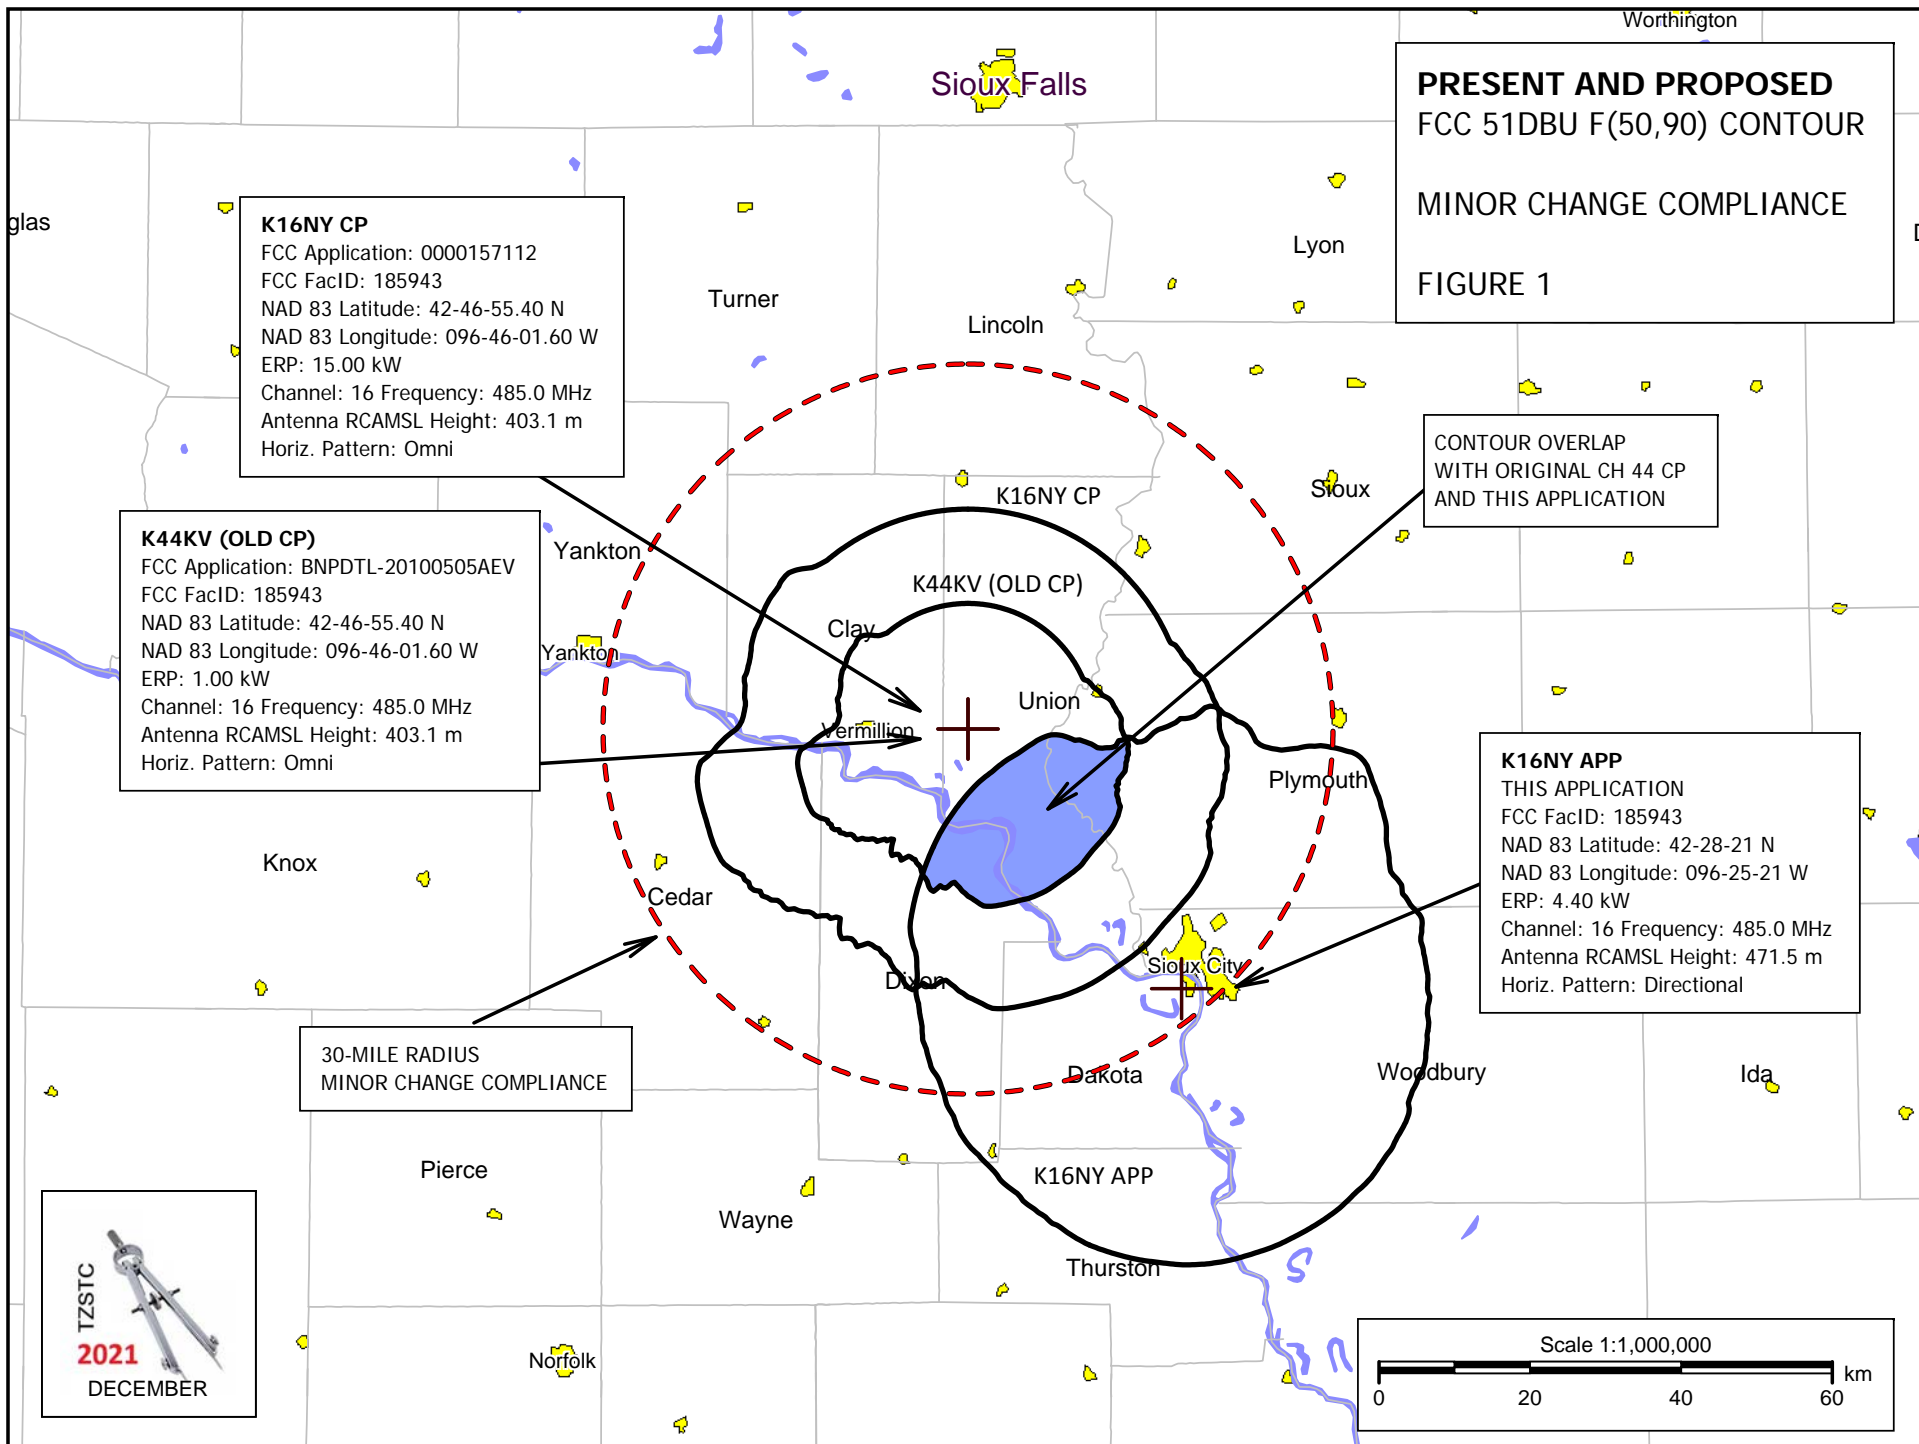 Worthington
Sioux Falls
PRESENT AND PROPOSED
FCC 51DBU F(50,90) CONTOUR
MINOR CHANGE COMPLIANCE
FIGURE 1
glas
Lyon
K16NY CP
FCC Application: 0000157112
FCC FacID: 185943
NAD 83 Latitude: 42-46-55.40 N
NAD 83 Longitude: 096-46-01.60 W
ERP: 15.00 kW
Channel: 16 Frequency: 485.0 MHz
Antenna RCAMSL Height: 403.1 m
Horiz. Pattern: Omni
Turner
Lincoln
CONTOUR OVERLAP
WITH ORIGINAL CH 44 CP
AND THIS APPLICATION
Sioux
K16NY CP
K44KV (OLD CP)
FCC Application: BNPDTL-20100505AEV
FCC FacID: 185943
NAD 83 Latitude: 42-46-55.40 N
NAD 83 Longitude: 096-46-01.60 W
ERP: 1.00 kW
Channel: 16 Frequency: 485.0 MHz
Antenna RCAMSL Height: 403.1 m
Horiz. Pattern: Omni
Yankton
K44KV (OLD CP)
Clay
Yankton
Union
Vermillion
Plymouth
K16NY APP
THIS APPLICATION
FCC FacID: 185943
NAD 83 Latitude: 42-28-21 N
NAD 83 Longitude: 096-25-21 W
ERP: 4.40 kW
Channel: 16 Frequency: 485.0 MHz
Antenna RCAMSL Height: 471.5 m
Horiz. Pattern: Directional
Knox
Cedar
Sioux City
Dixon
30-MILE RADIUS
MINOR CHANGE COMPLIANCE
Dakota
Woodbury
Ida
Pierce
K16NY APP
Wayne
Thurston
TZSTC
2021
DECEMBER
Norfolk
Scale 1:1,000,000
km
0 20 40 60